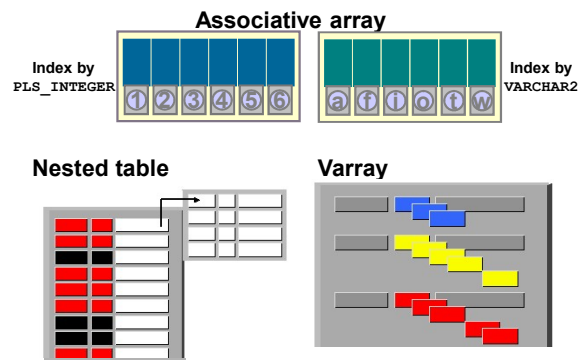 Associative array
Index by
PLS_INTEGER
1 2 3 4 5 6
a f i o t w
Index by
VARCHAR2
Nested table
Varray